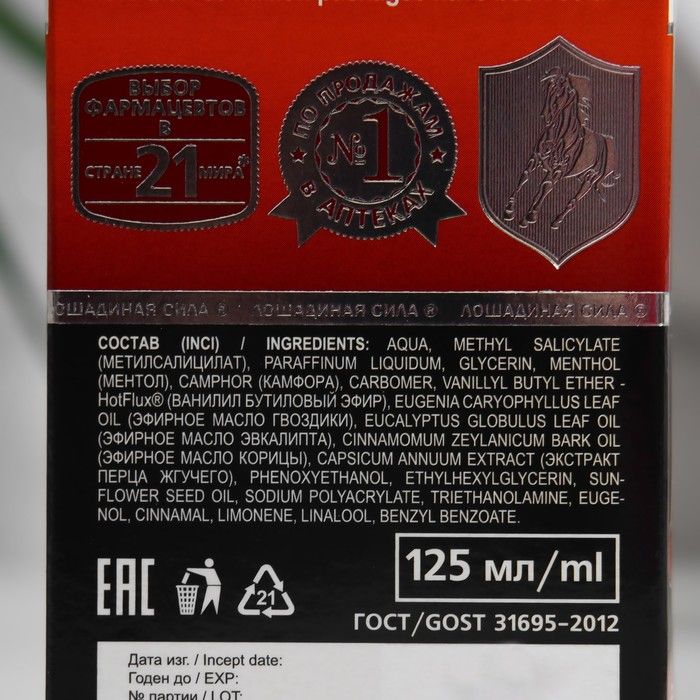 ВЫБОР
ФАРМАЦЕВТОВ
В
СТРАНЕ 21 МИРА*
ПО ПРОДАЖАМ
№1
В АПТЕКАХ
ЛОШАДИНАЯ СИЛА ® ЛОШАДИНАЯ СИЛА ® ЛОШАДИНАЯ СИЛА ®
СОСТАВ (INCI) / INGREDIENTS: AQUA, METHYL SALICYLATE
(МЕТИЛСАЛИЦИЛАТ), PARAFFINUM LIQUIDUM, GLYCERIN, MENTHOL
(МЕНТОЛ), CAMPHOR (КАМФОРА), CARBOMER, VANILLYL BUTYL ETHER -
HotFlux® (ВАНИЛИЛ БУТИЛОВЫЙ ЭФИР), EUGENIA CARYOPHYLLUS LEAF
OIL (ЭФИРНОЕ МАСЛО ГВОЗДИКИ), EUCALYPTUS GLOBULUS LEAF OIL
(ЭФИРНОЕ МАСЛО ЭВКАЛИПТА), CINNAMOMUM ZEYLANICUM BARK OIL
(ЭФИРНОЕ МАСЛО КОРИЦЫ), CAPSICUM ANNUUM EXTRACT (ЭКСТРАКТ
ПЕРЦА ЖГУЧЕГО), PHENOXYETHANOL, ETHYLHEXYLGLYCERIN, SUN-
FLOWER SEED OIL, SODIUM POLYACRYLATE, TRIETHANOLAMINE, EUGE-
NOL, CINNAMAL, LIMONENE, LINALOOL, BENZYL BENZOATE.
EAC
21
125 мл/ml
ГОСТ/GOST 31695-2012
Дата изг. / Incept date:
Годен до / EXP:
№ партии / LOT: